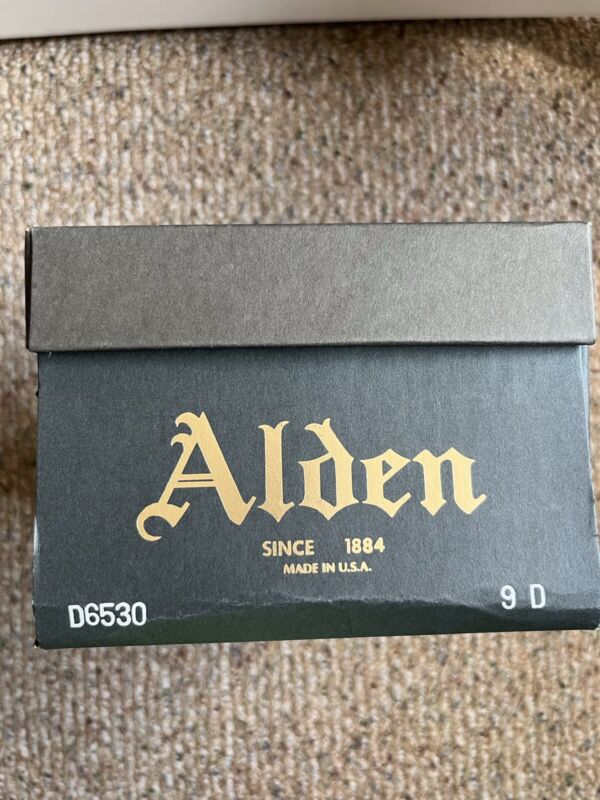 Alden
SINCE 1884
MADE IN U.S.A.
D6530 9 D